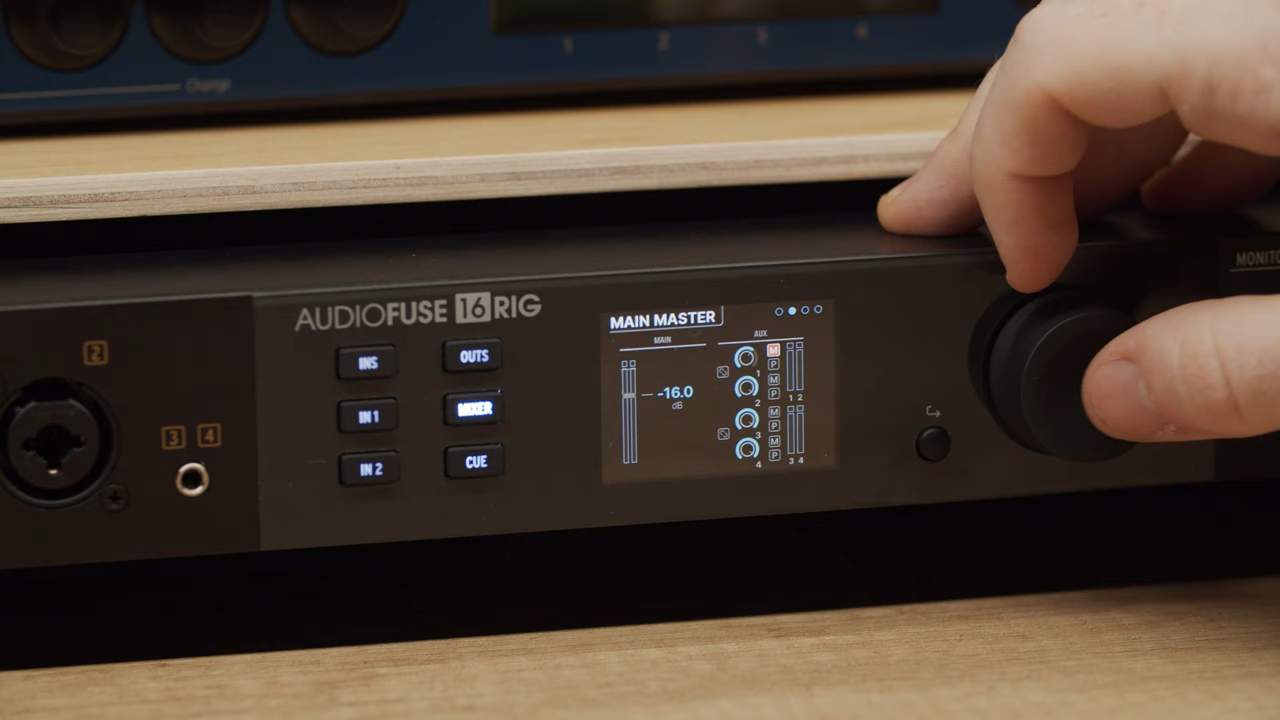 1 2 3 4
Change
MONITO
AUDIOFUSE 16RIG
2
3 4
INS
OUTS
IN 1
MIXER
IN 2
CUE
MAIN MASTER
MAIN
-16.0
dB
AUX
1
M
P
2
M
P
3
M
P
4
M
P
1 2
3 4